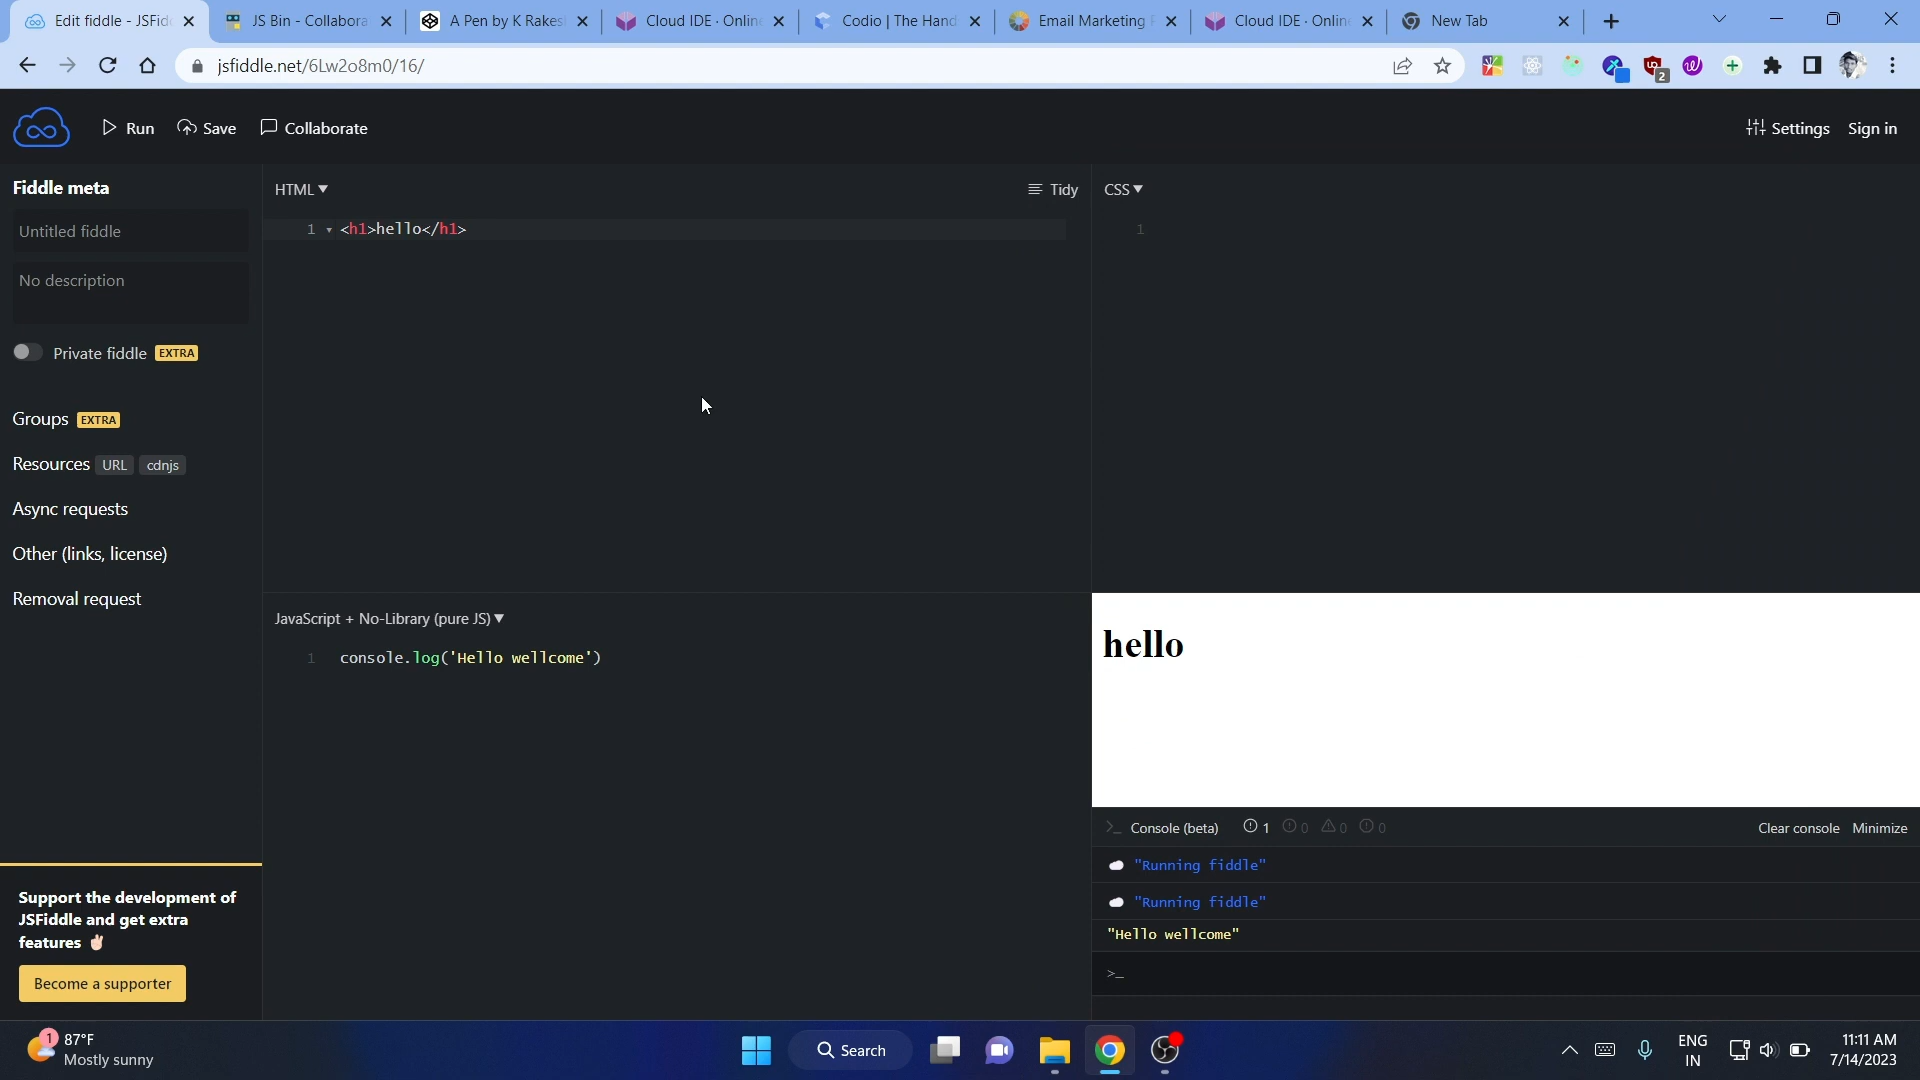 Edit fiddle - JSFid
JS Bin - Collabora
A Pen by K Rakes
Cloud IDE · Onlin
Codio | The Hand
Email Marketing
Cloud IDE · Onlin
New Tab
jsfiddle.net/6Lw2o8m0/16/
2
Run
Save
Collaborate
Settings
Sign in
Fiddle meta
Untitled fiddle
No description
Private fiddle EXTRA
Groups EXTRA
Resources URL cdnjs
Async requests
Other (links, license)
Removal request
Support the development of
JSFiddle and get extra
features ✌🏻
Become a supporter
HTML▼
Tidy
1 <h1>hello</h1>
CSS▼
1
JavaScript + No-Library (pure JS)▼
1 console.log('Hello wellcome')
hello
>_ Console (beta) 1 0 0 0 Clear console Minimize
"Running fiddle"
"Running fiddle"
"Hello wellcome"
>_
1
87°F
Mostly sunny
Search
ENG
IN
11:11 AM
7/14/2023